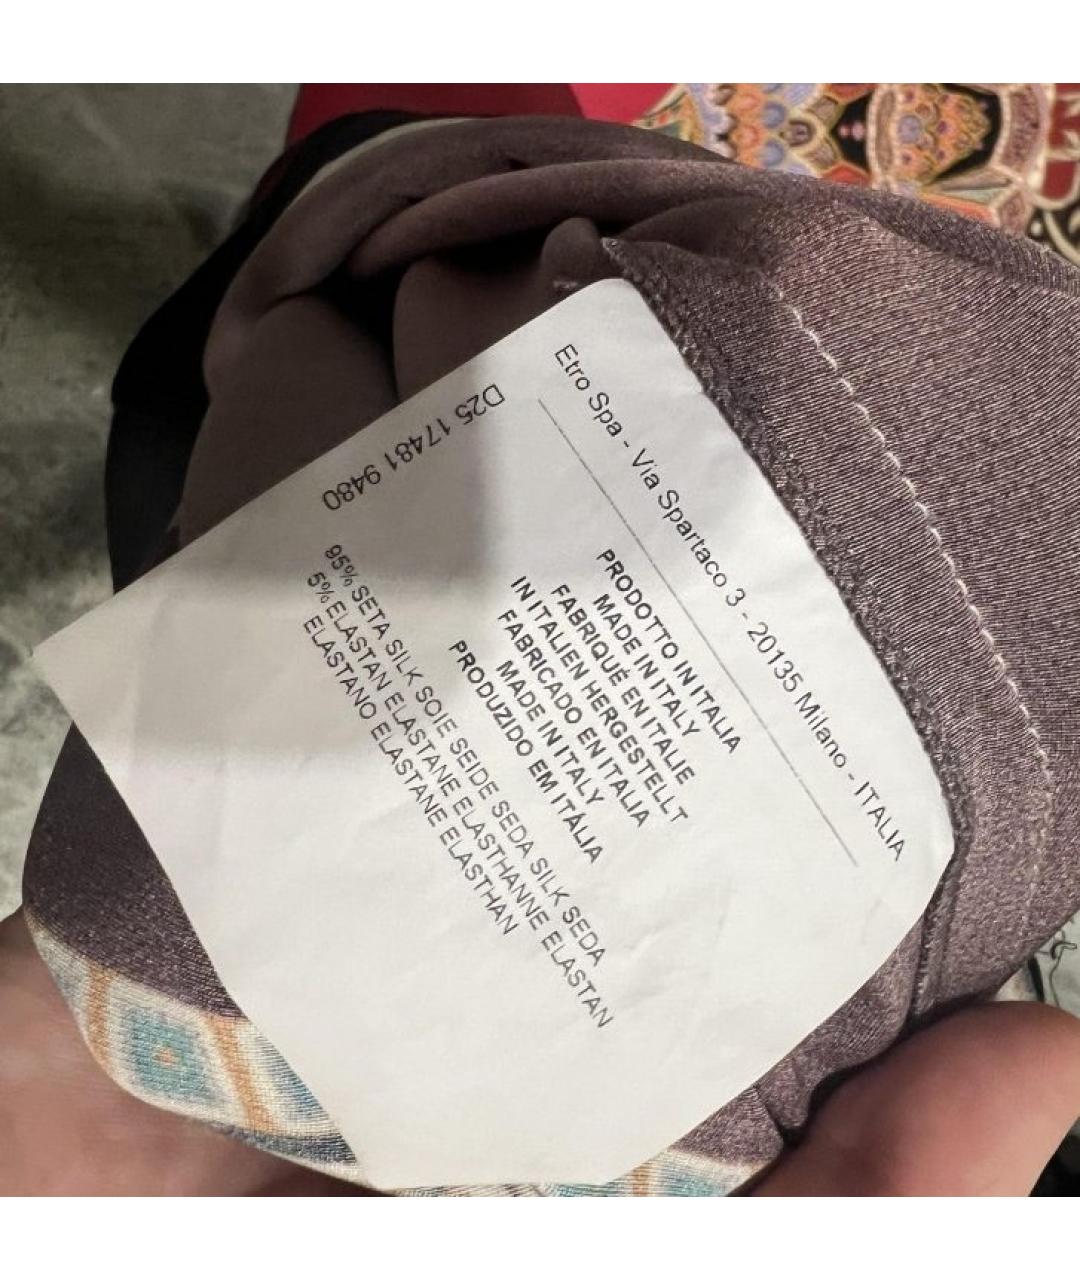 Etro Spa - Via Spartaco 3 - 20135 Milano - ITALIA
PRODOTTO IN ITALIA
MADE IN ITALY
FABRIQUÉ EN ITALIE
IN ITALIEN HERGESTELLT
FABRICADO EN ITALIA
MADE IN ITALY
PRODUZIDO EM ITÁLIA
95% SETA SILK SOIE SEIDE SEDA SILK SEDA
5% ELASTAN ELASTANE ELASTHANNE ELASTAN
ELASTANO ELASTANE ELASTHAN
D25 17481 9480